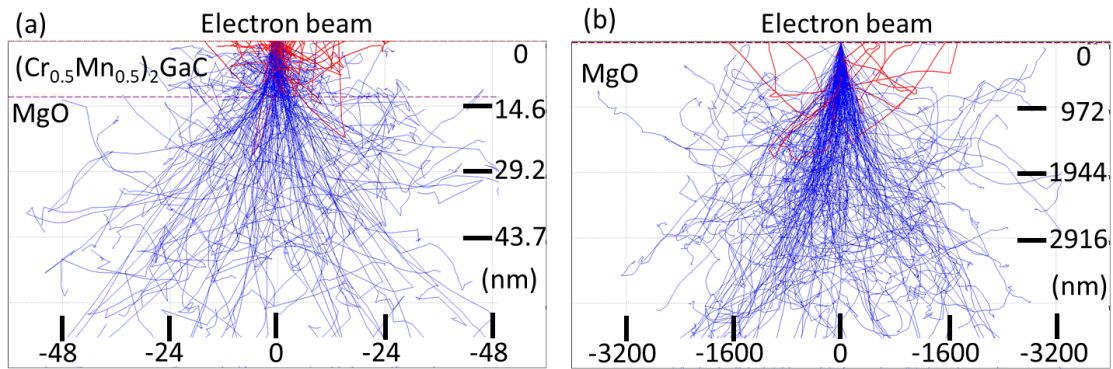 (a)
Electron beam
0
(Cr₀.₅Mn₀.₅)₂GaC
MgO
14.6
29.2
43.7
(nm)
-48 -24 0 -24 -48
(b)
Electron beam
0
MgO
972
1944
2916
(nm)
-3200 -1600 0 -1600 -3200